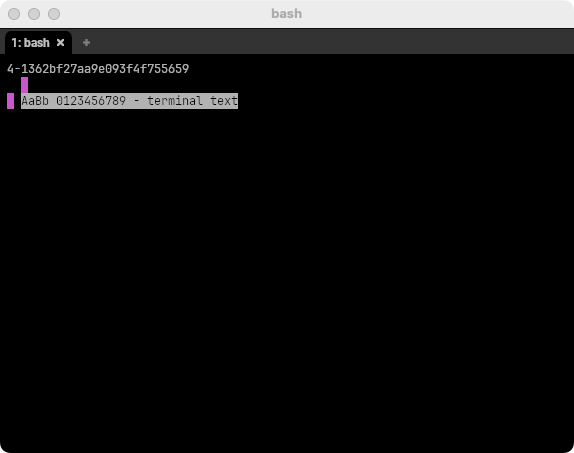 bash
1: bash × +
4-1362bf27aa9e093f4f755659
AaBb 0123456789 - terminal text